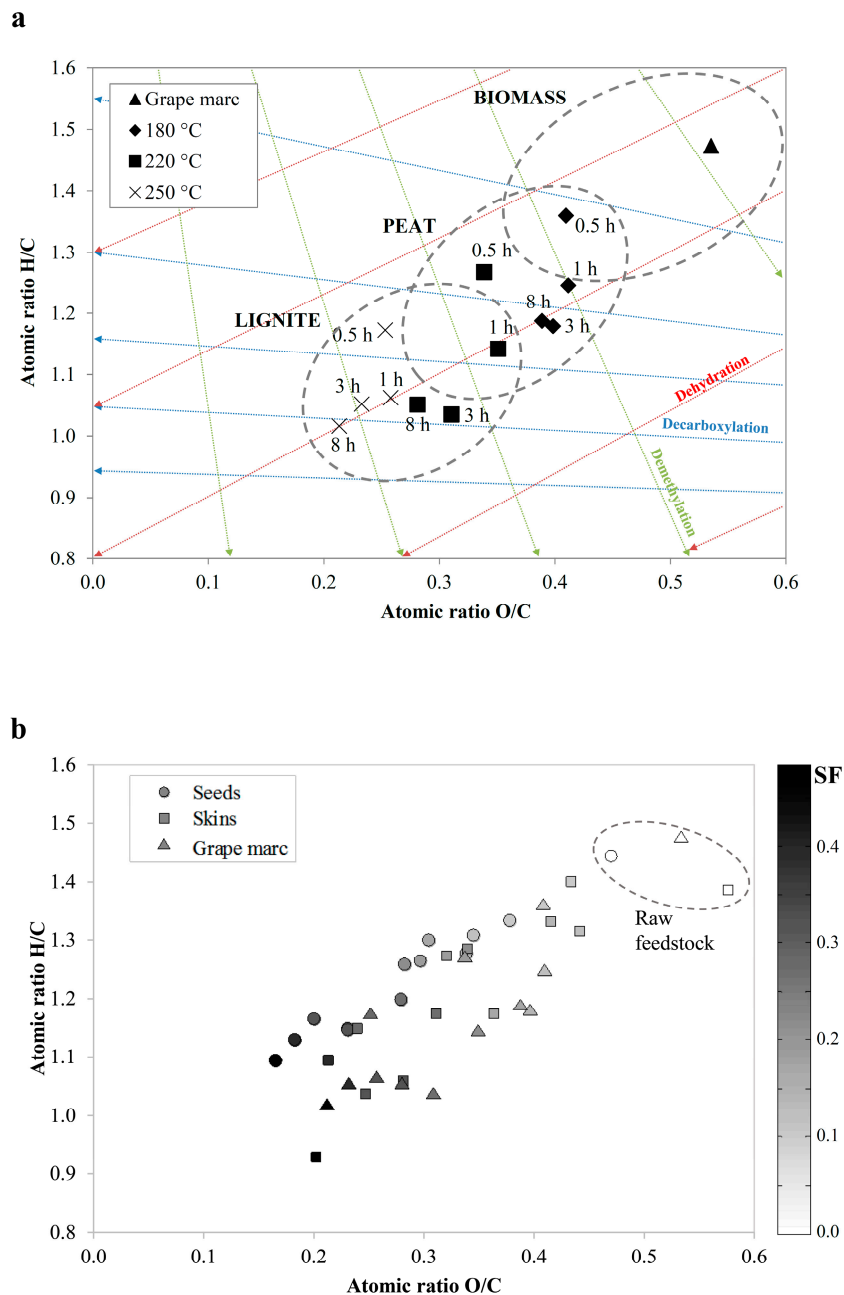 a
1.6
1.5
1.4
1.3
1.2
1.1
1.0
0.9
0.8
Atomic ratio H/C
Grape marc
180 °C
220 °C
250 °C
BIOMASS
PEAT
LIGNITE
0.5 h
1 h
8 h
3 h
0.5 h
1 h
8 h
3 h
0.5 h
3 h
1 h
8 h
Dehydration
Decarboxylation
Demethylation
0.0 0.1 0.2 0.3 0.4 0.5 0.6
Atomic ratio O/C
b
1.6
1.5
1.4
1.3
1.2
1.1
1.0
0.9
0.8
Atomic ratio H/C
Seeds
Skins
Grape marc
Raw
feedstock
SF
0.4
0.3
0.2
0.1
0.0
0.0 0.1 0.2 0.3 0.4 0.5 0.6
Atomic ratio O/C